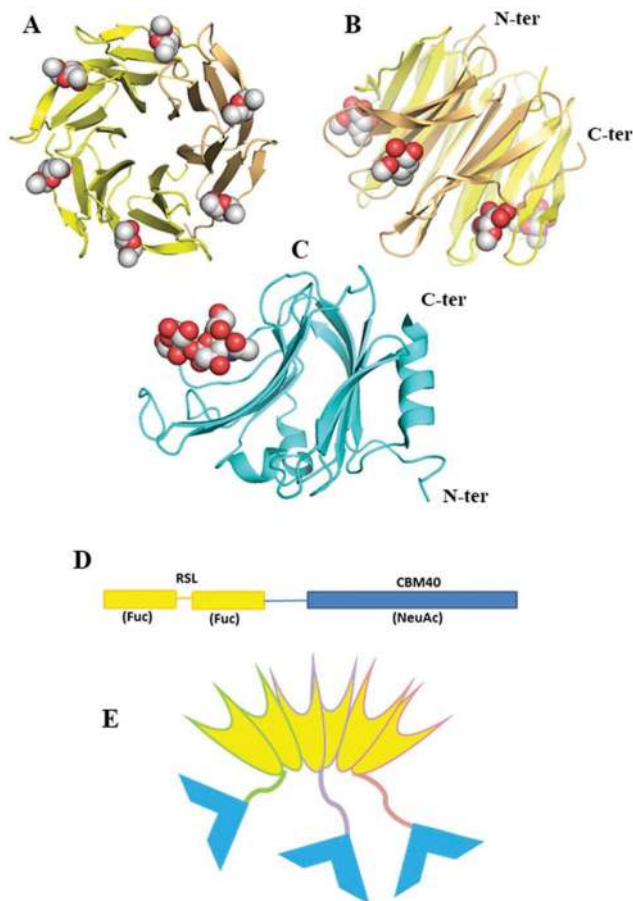 A
B
N-ter
C-ter
C
C-ter
N-ter
D
RSL
CBM40
(Fuc)
(Fuc)
(NeuAc)
E